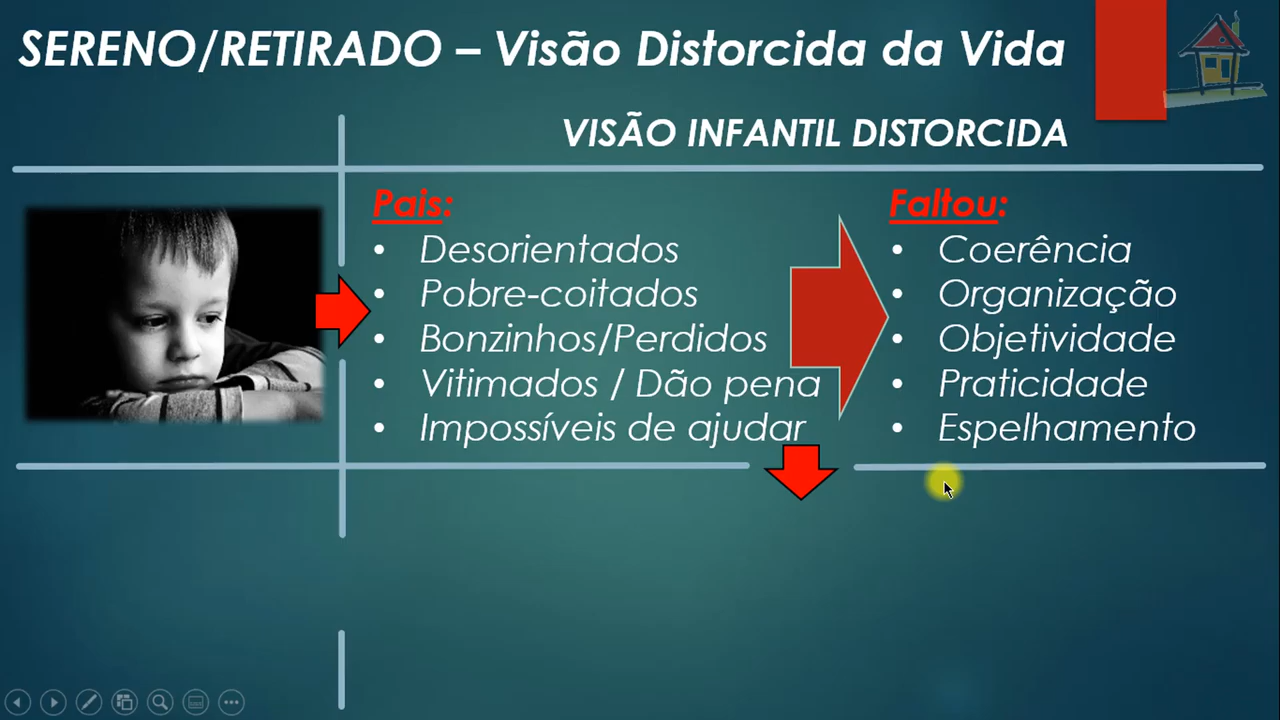 SERENO/RETIRADO – Visão Distorcida da Vida
VISÃO INFANTIL DISTORCIDA
Pais:
• Desorientados
• Pobre-coitados
• Bonzinhos/Perdidos
• Vitimados / Dão pena
• Impossíveis de ajudar
Faltou:
• Coerência
• Organização
• Objetividade
• Praticidade
• Espelhamento